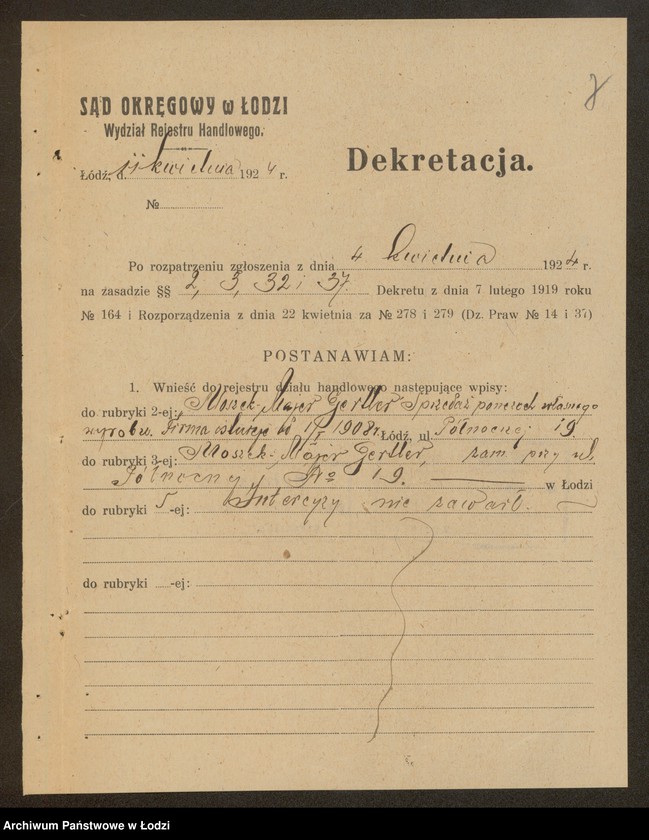 8
SĄD OKRĘGOWY w ŁODZI
Wydział Rejestru Handlowego.
Dekretacja.
Łódź, d. 11 kwietnia 1924 r.
№
Po rozpatrzeniu zgłoszenia z dnia 4 kwietnia 1924 r.
na zasadzie §§ 2, 3, 32 i 37. Dekretu z dnia 7 lutego 1919 roku
№ 164 i Rozporządzenia z dnia 22 kwietnia za № 278 i 279 (Dz. Praw № 14 i 37)
POSTANAWIAM:
1. Wnieść do rejestru działu handlowego następujące wpisy:
do rubryki 2-ej: Moszek-Majer Gertler Sprzedaż pończoch własnego
wyrobu. Firma istnieje od 1/I 1908 r. Łódź, ul. Północnej 19.
do rubryki 3-ej: Moszek-Majer Gertler, zam. przy ul.
Północnej № 19. w Łodzi
do rubryki 5-ej: Intercyzy nie zawarł.
do rubryki -ej:
Archiwum Państwowe w Łodzi